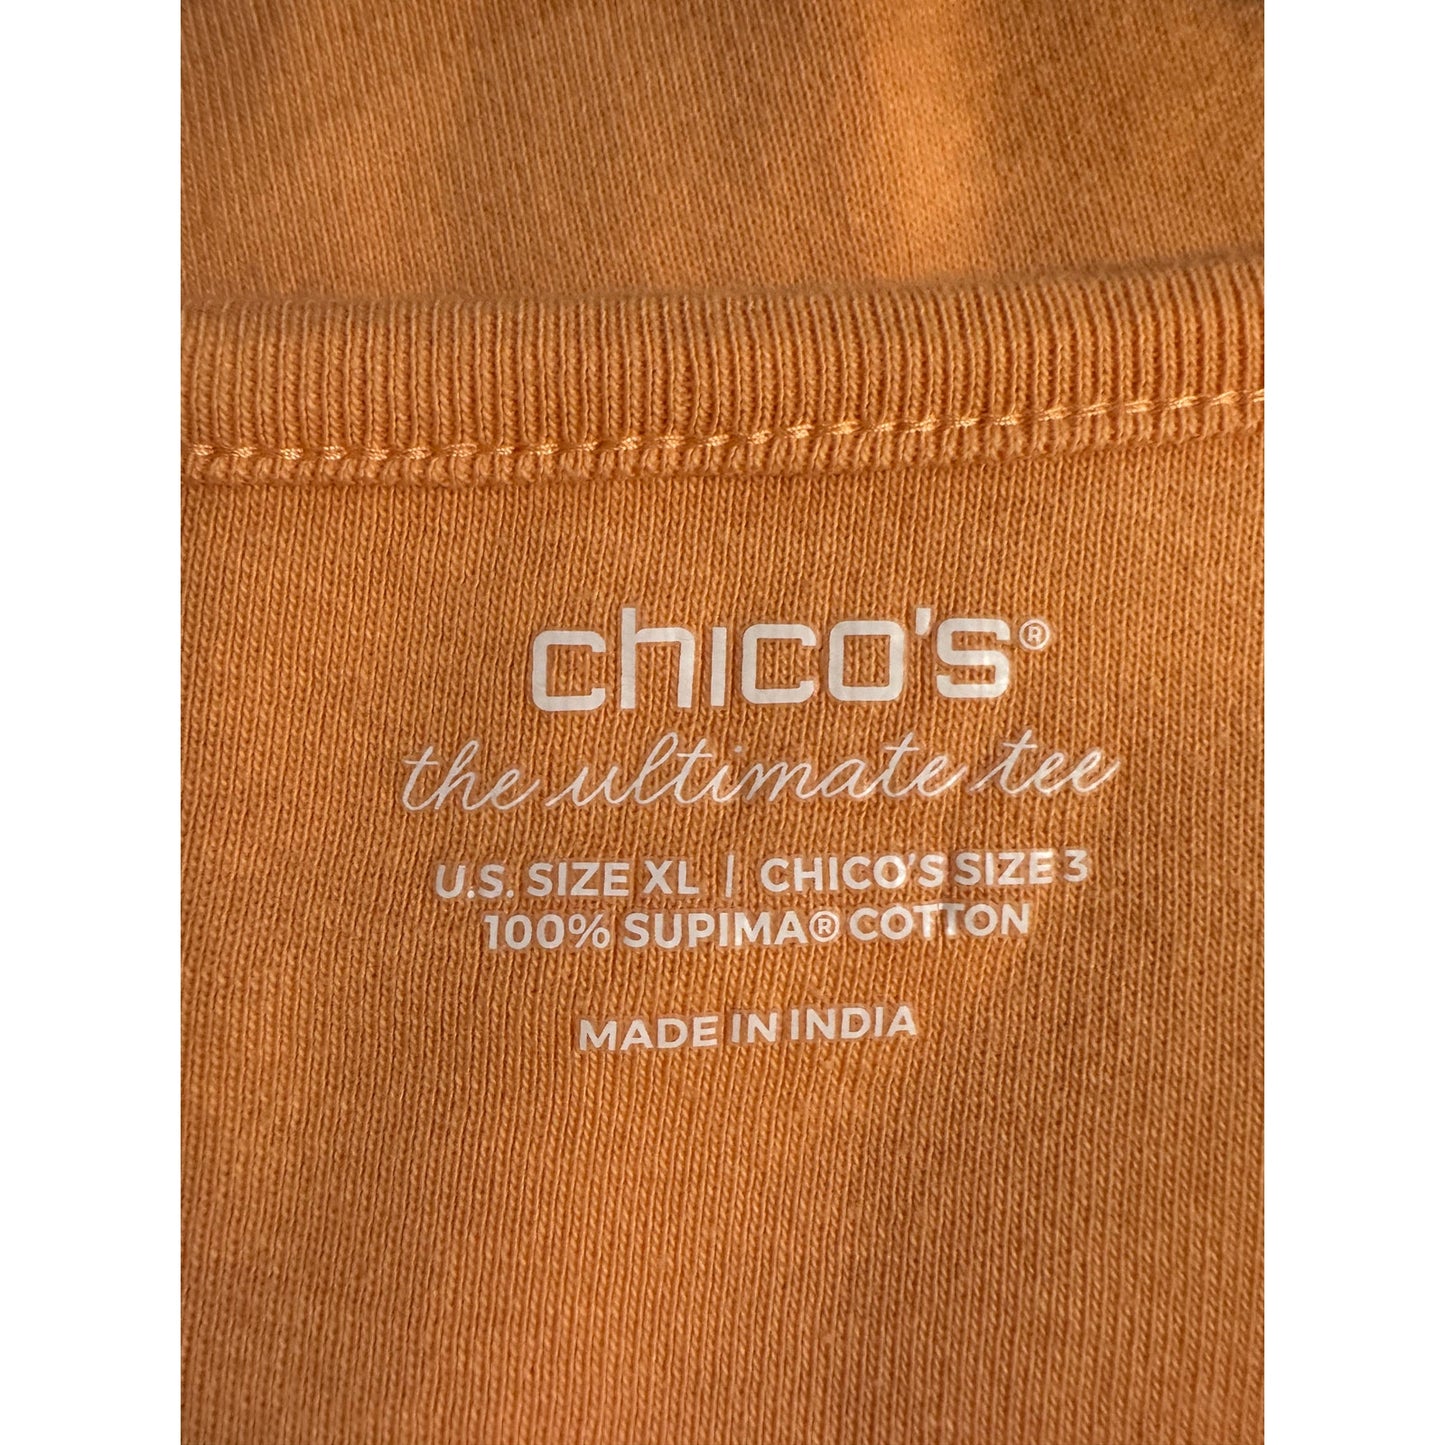 chico's®
the ultimate tee
U.S. SIZE XL | CHICO'S SIZE 3
100% SUPIMA® COTTON
MADE IN INDIA